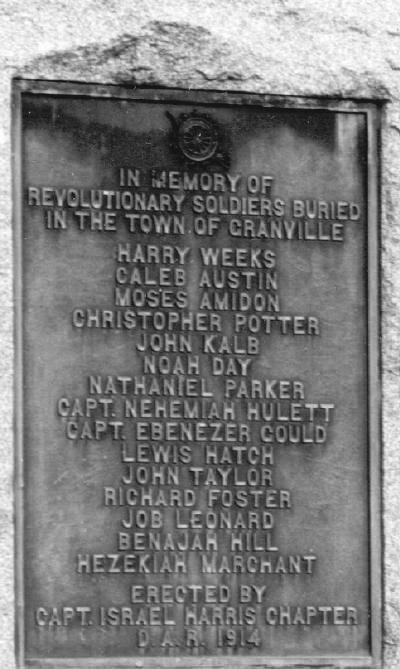 IN MEMORY OF
REVOLUTIONARY SOLDIERS BURIED
IN THE TOWN OF GRANVILLE
HARRY WEEKS
CALEB AUSTIN
MOSES AMIDON
CHRISTOPHER POTTER
JOHN KALB
NOAH DAY
NATHANIEL PARKER
CAPT. NEHEMIAH HULETT
CAPT. EBENEZER GOULD
LEWIS HATCH
JOHN TAYLOR
RICHARD FOSTER
JOB LEONARD
BENAJAH HILL
HEZEKIAH MARCHANT
ERECTED BY
CAPT. ISRAEL HARRIS CHAPTER
D.A.R. 1914